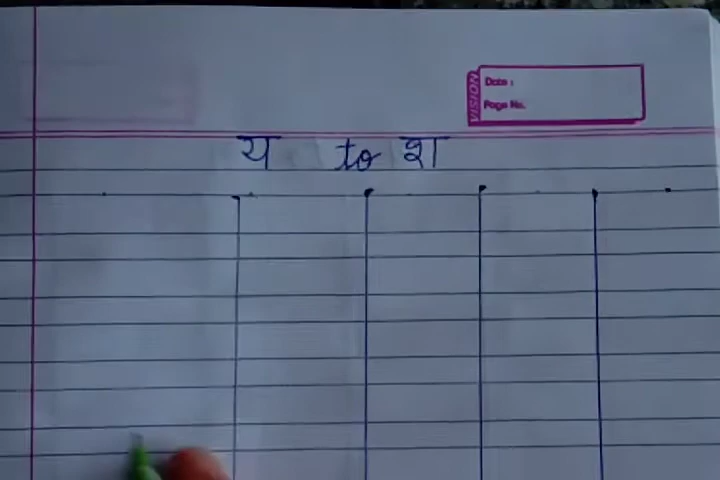 VISION
Date :
Page No.
य to श